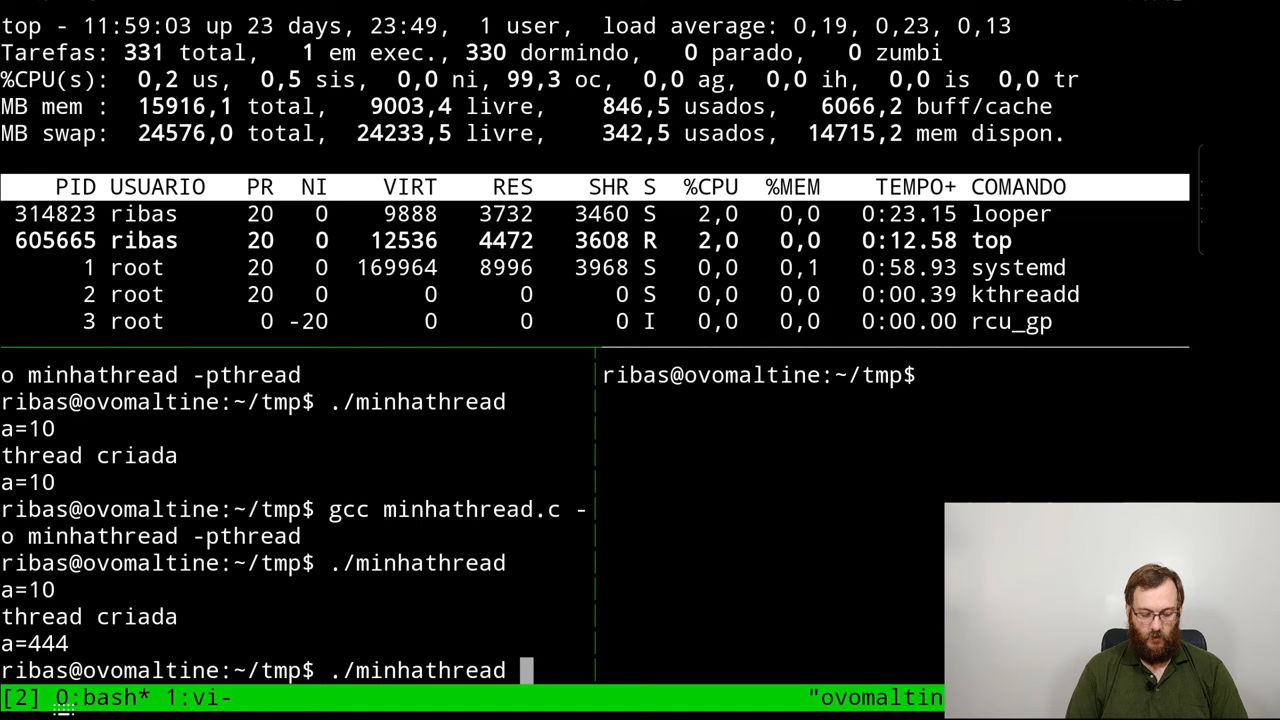 top - 11:59:03 up 23 days, 23:49,  1 user,  load average: 0,19, 0,23, 0,13
Tarefas: 331 total,   1 em exec., 330 dormindo,   0 parado,   0 zumbi
%CPU(s):  0,2 us,  0,5 sis,  0,0 ni, 99,3 oc,  0,0 ag,  0,0 ih,  0,0 is  0,0 tr
MB mem :  15916,1 total,   9003,4 livre,    846,5 usados,   6066,2 buff/cache
MB swap:  24576,0 total,  24233,5 livre,    342,5 usados,  14715,2 mem dispon.
PID USUARIO   PR  NI    VIRT    RES    SHR S  %CPU  %MEM    TEMPO+ COMANDO
314823 ribas     20   0    9888   3732   3460 S   2,0   0,0   0:23.15 looper
605665 ribas     20   0   12536   4472   3608 R   2,0   0,0   0:12.58 top
1 root      20   0  169964   8996   3968 S   0,0   0,1   0:58.93 systemd
2 root      20   0       0      0      0 S   0,0   0,0   0:00.39 kthreadd
3 root       0 -20       0      0      0 I   0,0   0,0   0:00.00 rcu_gp
o minhathread -pthread
ribas@ovomaltine:~/tmp$ ./minhathread
a=10
thread criada
a=10
ribas@ovomaltine:~/tmp$ gcc minhathread.c -
o minhathread -pthread
ribas@ovomaltine:~/tmp$ ./minhathread
a=10
thread criada
a=444
ribas@ovomaltine:~/tmp$ ./minhathread
ribas@ovomaltine:~/tmp$
[2] 0:bash* 1:vi- "ovomaltin